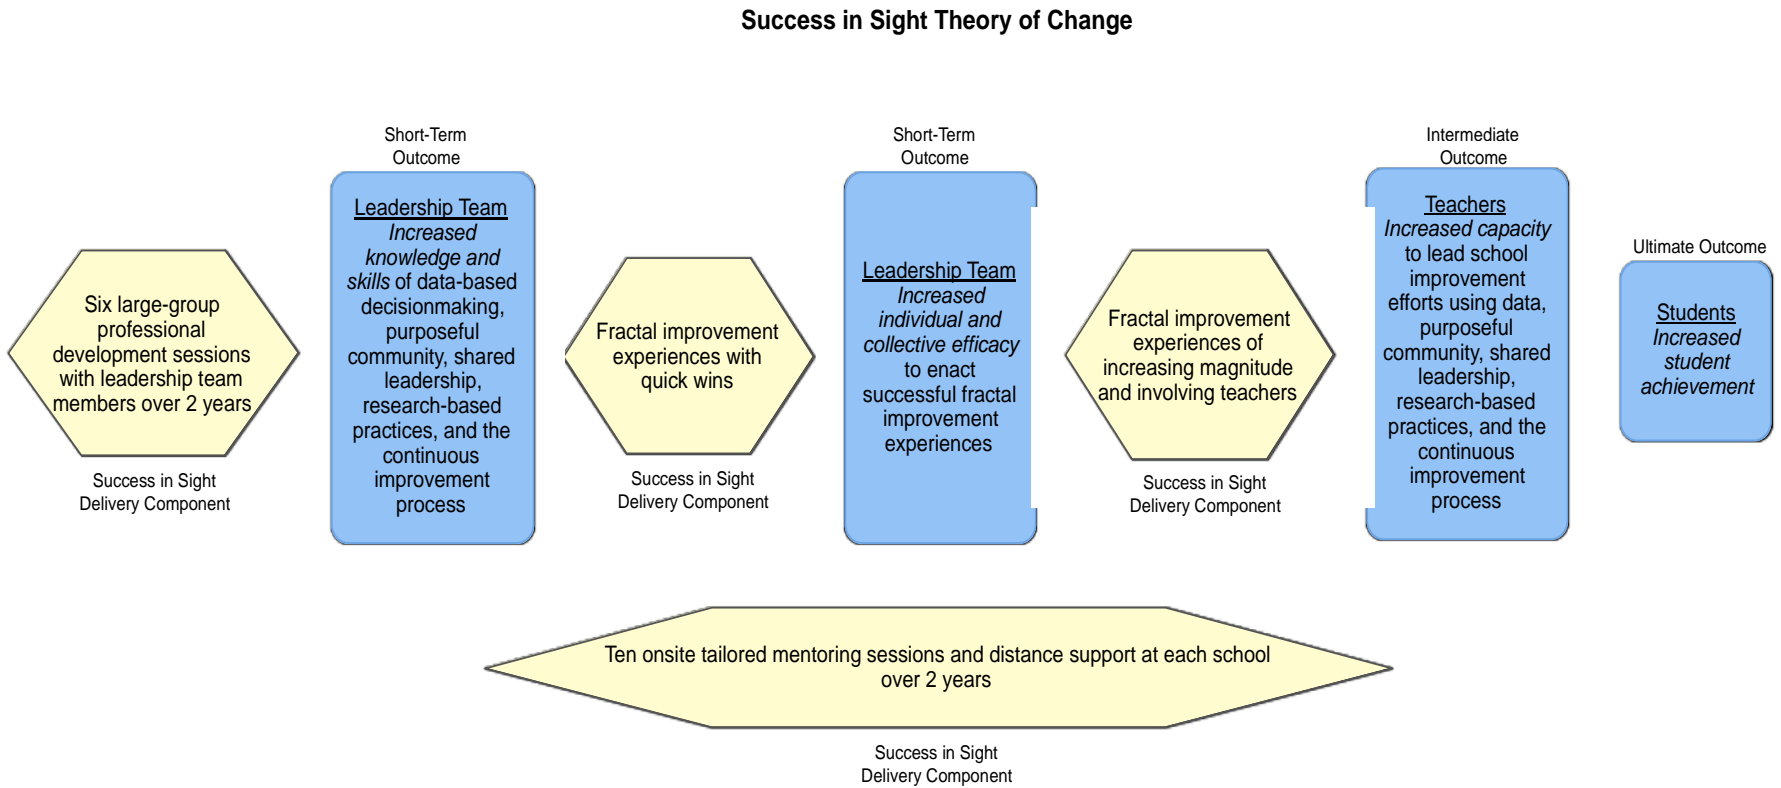 Success in Sight Theory of Change
Six large-group
professional
development sessions
with leadership team
members over 2 years
Success in Sight
Delivery Component
Short-Term
Outcome
Leadership Team
Increased
knowledge and
skills of data-based
decisionmaking,
purposeful
community, shared
leadership,
research-based
practices, and the
continuous
improvement
process
Fractal improvement
experiences with
quick wins
Success in Sight
Delivery Component
Short-Term
Outcome
Leadership Team
Increased
individual and
collective efficacy
to enact
successful fractal
improvement
experiences
Fractal improvement
experiences of
increasing magnitude
and involving teachers
Success in Sight
Delivery Component
Intermediate
Outcome
Teachers
Increased capacity
to lead school
improvement
efforts using data,
purposeful
community, shared
leadership,
research-based
practices, and the
continuous
improvement
process
Ultimate Outcome
Students
Increased
student
achievement
Ten onsite tailored mentoring sessions and distance support at each school
over 2 years
Success in Sight
Delivery Component